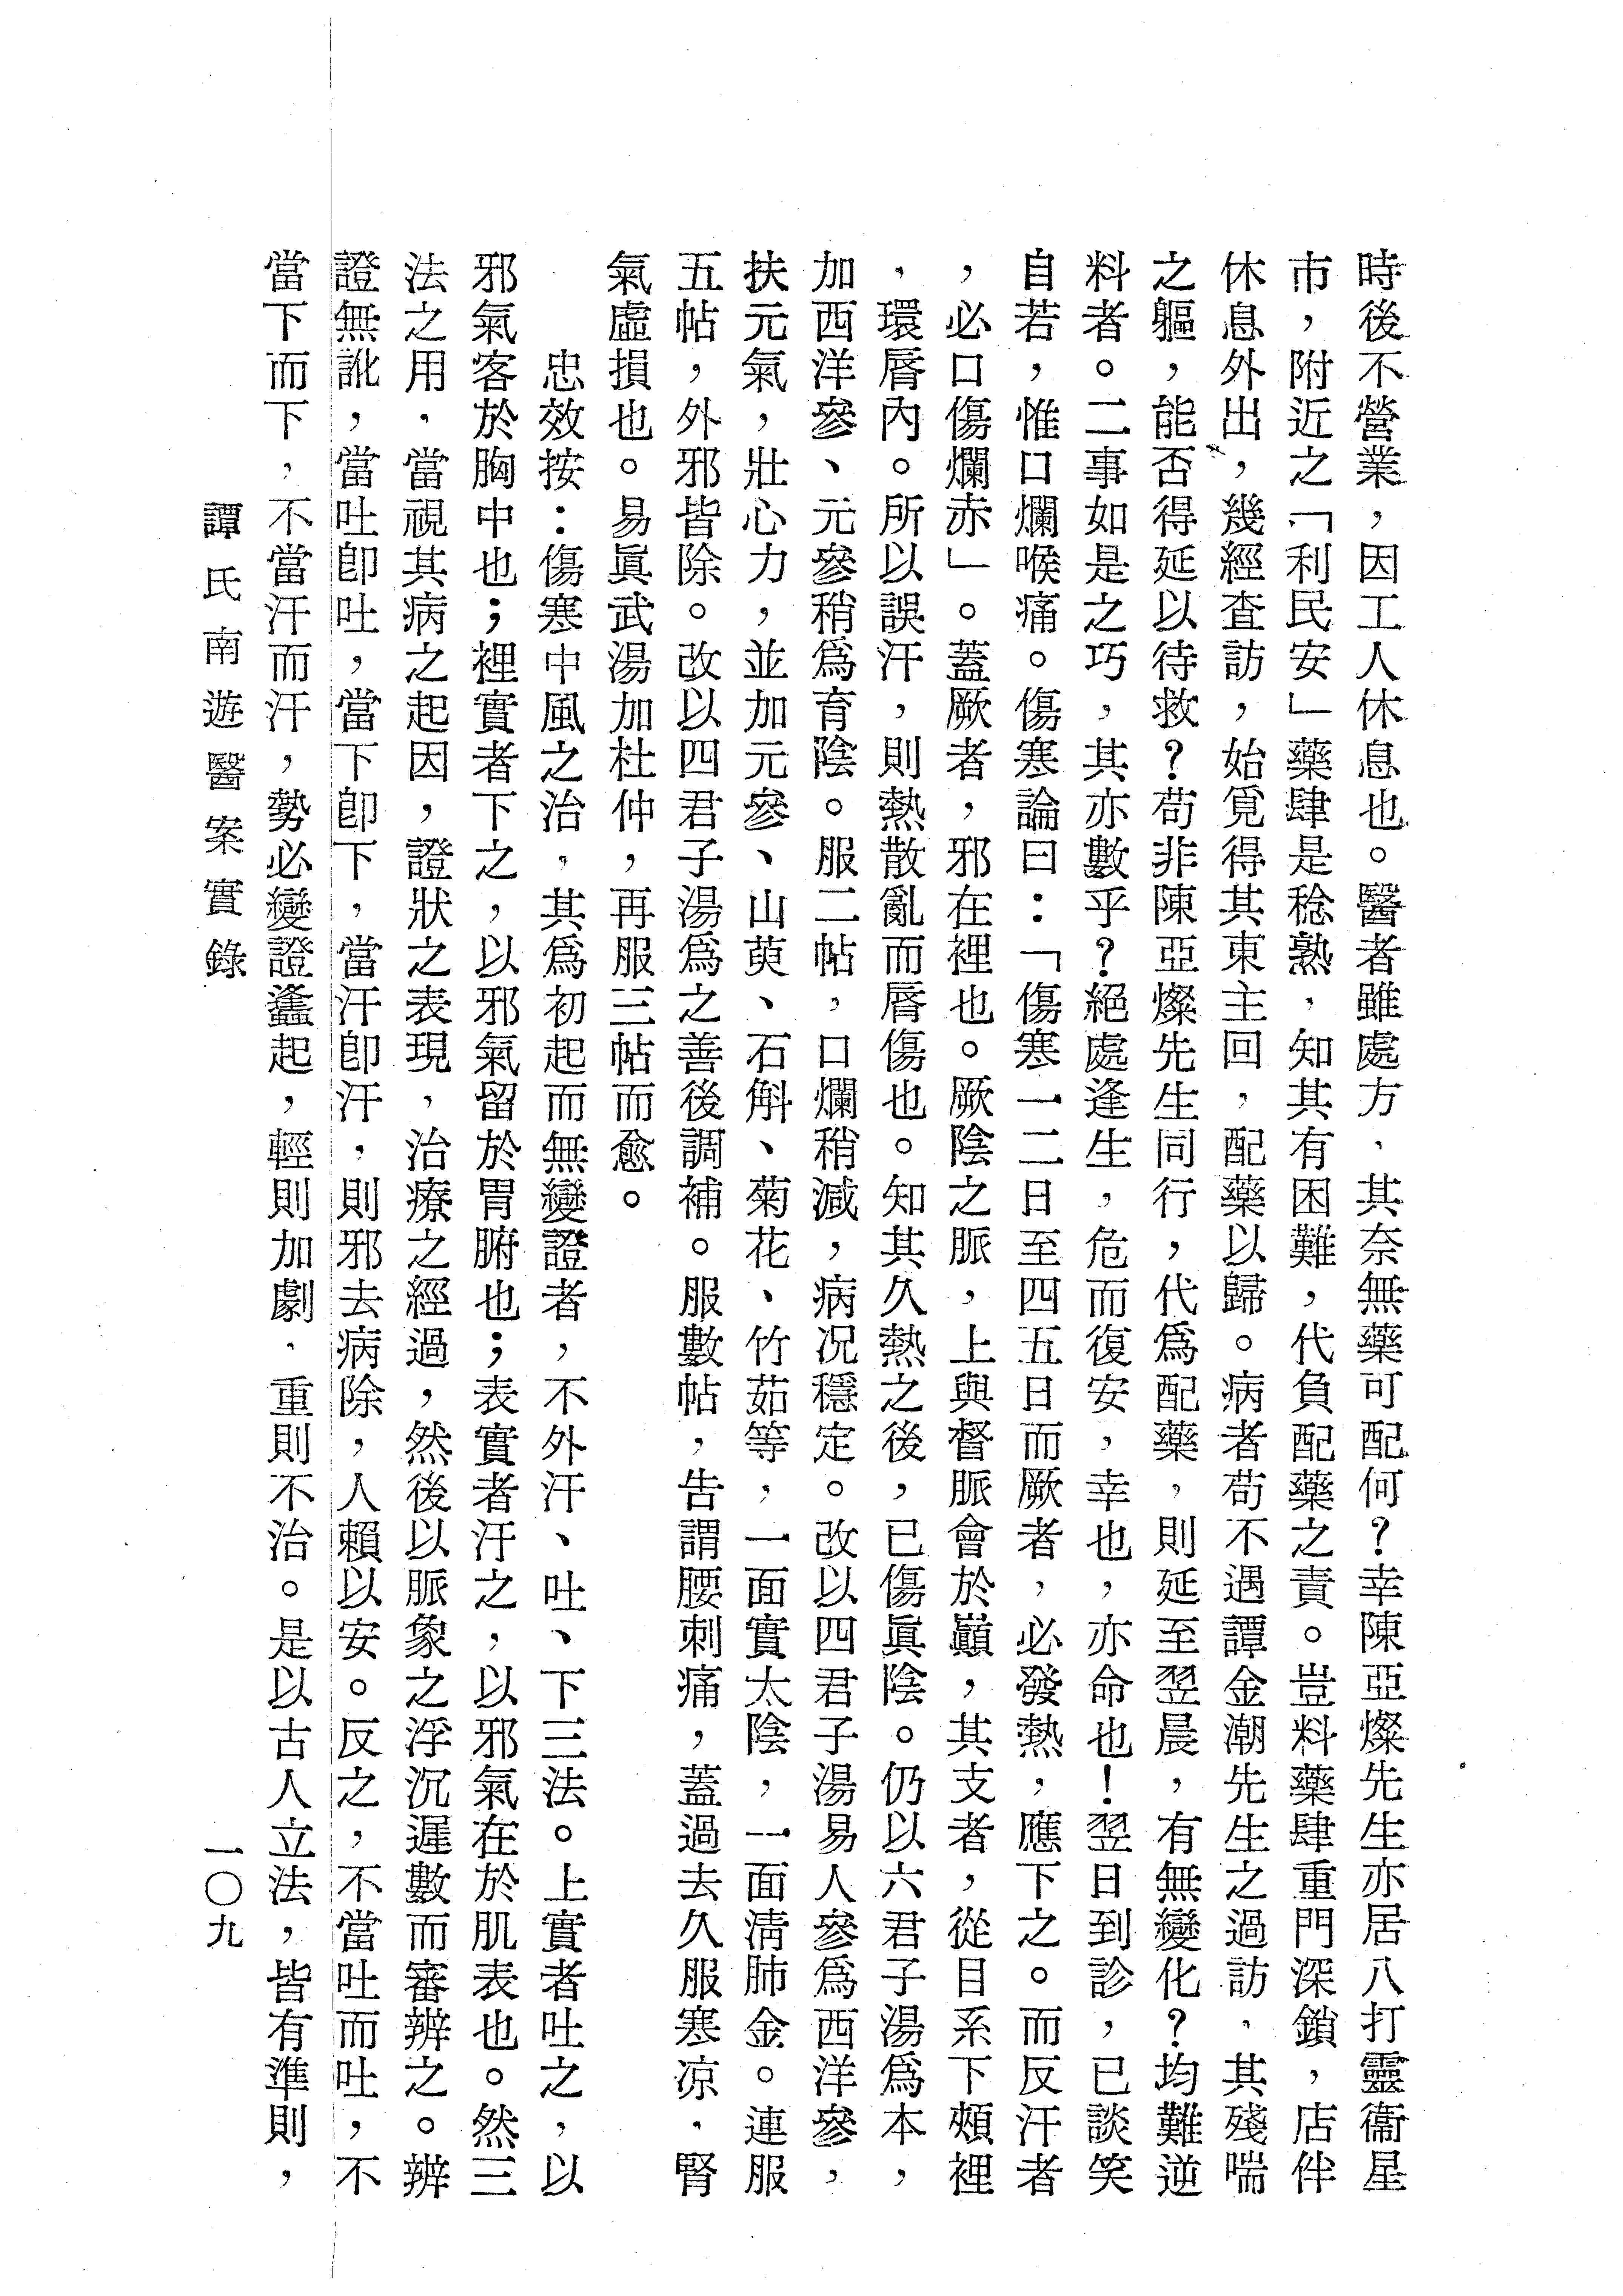 時後不營業，因工人休息也。醫者雖處方，其奈無藥可配何？幸陳亞燦先生亦居八打靈衞星
市，附近之「利民安」藥肆是稔熟，知其有困難，代負配藥之責。豈料藥肆重門深鎖，店伴
休息外出，幾經查訪，始覓得其東主回，配藥以歸。病者苟不遇譚金潮先生之過訪，其殘喘
之軀，能否得延以待救？苟非陳亞燦先生同行，代爲配藥，則延至翌晨，有無變化？均難逆
料者。二事如是之巧，其亦數乎？絕處逢生，危而復安，幸也，亦命也！翌日到診，已談笑
自若，惟口爛喉痛。傷寒論曰：「傷寒一二日至四五日而厥者，必發熱，應下之。而反汗者
，必口傷爛赤」。蓋厥者，邪在裡也。厥陰之脈，上與督脈會於巔，其支者，從目系下頰裡
，環唇內。所以誤汗，則熱散亂而唇傷也。知其久熱之後，已傷眞陰。仍以六君子湯爲本，
加西洋參、元參稍爲育陰。服二帖，口爛稍減，病况穩定。改以四君子湯易人參爲西洋參，
扶元氣，壯心力，並加元參、山萸、石斛、菊花、竹茹等，一面實太陰，一面淸肺金。連服
五帖，外邪皆除。改以四君子湯爲之善後調補。服數帖，告謂腰刺痛，蓋過去久服寒凉，腎
氣虛損也。易眞武湯加杜仲，再服三帖而愈。
忠效按：傷寒中風之治，其爲初起而無變證者，不外汗、吐、下三法。上實者吐之，以
邪氣客於胸中也；裡實者下之，以邪氣留於胃腑也；表實者汗之，以邪氣在於肌表也。然三
法之用，當視其病之起因，證狀之表現，治療之經過，然後以脈象之浮沉遲數而審辨之。辨
證無訛，當吐卽吐，當下卽下，當汗卽汗，則邪去病除，人賴以安。反之，不當吐而吐，不
當下而下，不當汗而汗，勢必變證蠭起，輕則加劇，重則不治。是以古人立法，皆有準則，
譚氏南遊醫案實錄
一〇九